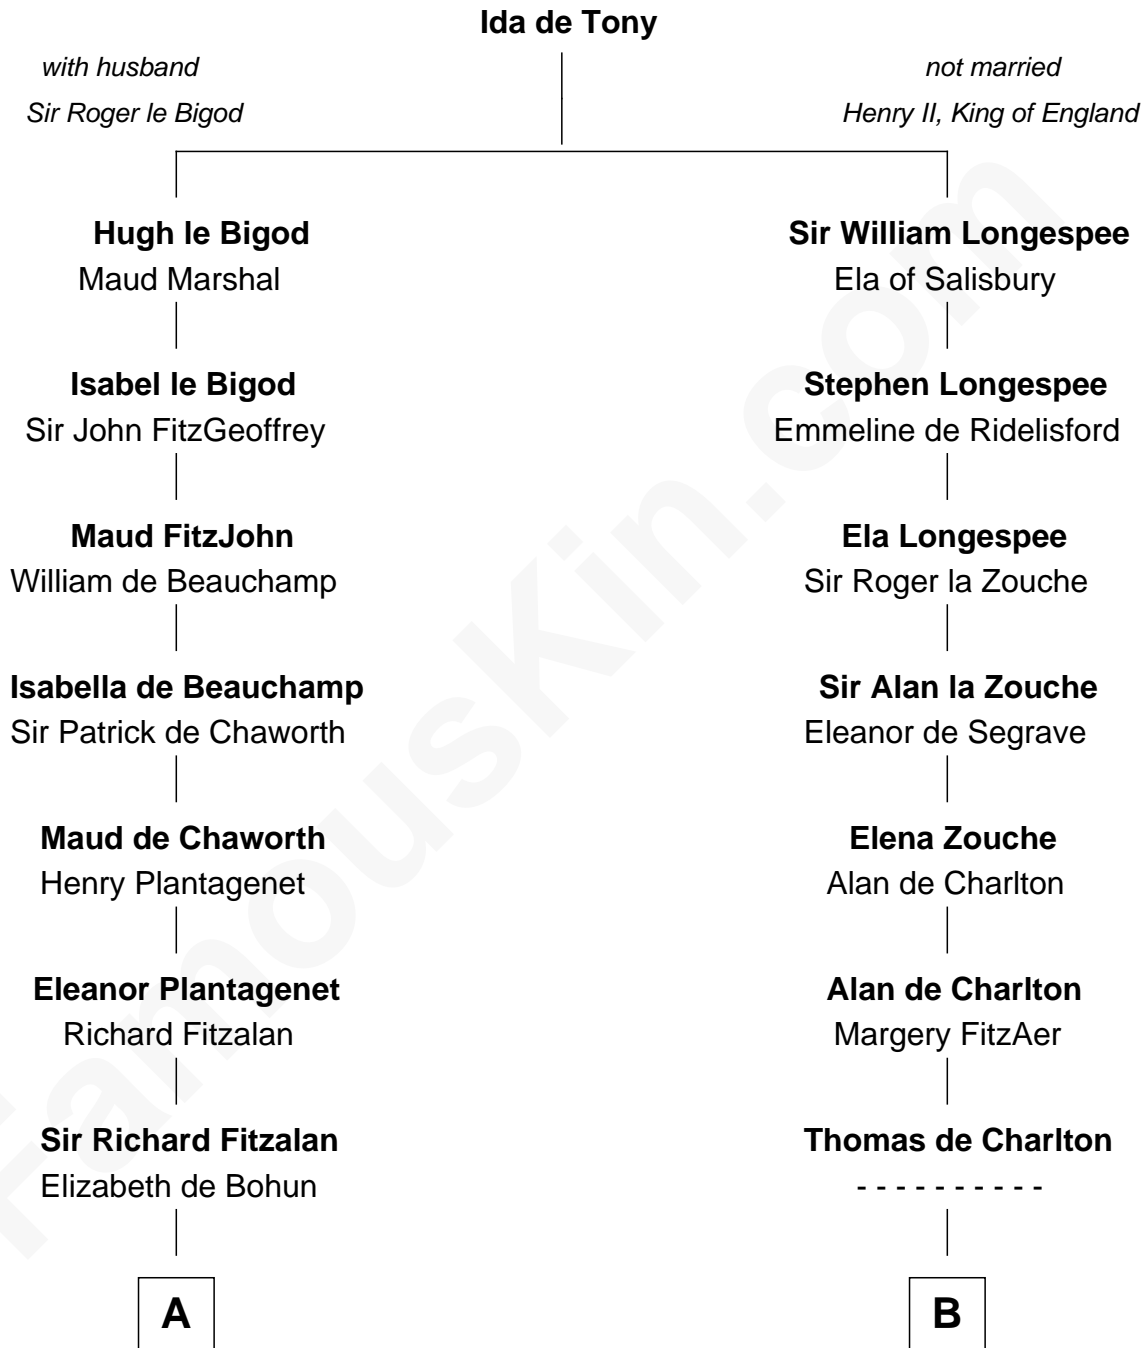 Ida de Tony
with husband
Sir Roger le Bigod
not married
Henry II, King of England
Hugh le Bigod
Maud Marshal
Sir William Longespee
Ela of Salisbury
Isabel le Bigod
Sir John FitzGeoffrey
Stephen Longespee
Emmeline de Ridelisford
Maud FitzJohn
William de Beauchamp
Ela Longespee
Sir Roger la Zouche
Isabella de Beauchamp
Sir Patrick de Chaworth
Sir Alan la Zouche
Eleanor de Segrave
Maud de Chaworth
Henry Plantagenet
Elena Zouche
Alan de Charlton
Eleanor Plantagenet
Richard Fitzalan
Alan de Charlton
Margery FitzAer
Sir Richard Fitzalan
Elizabeth de Bohun
Thomas de Charlton
- - - - - - - - - -
A
B
FamousKin.com